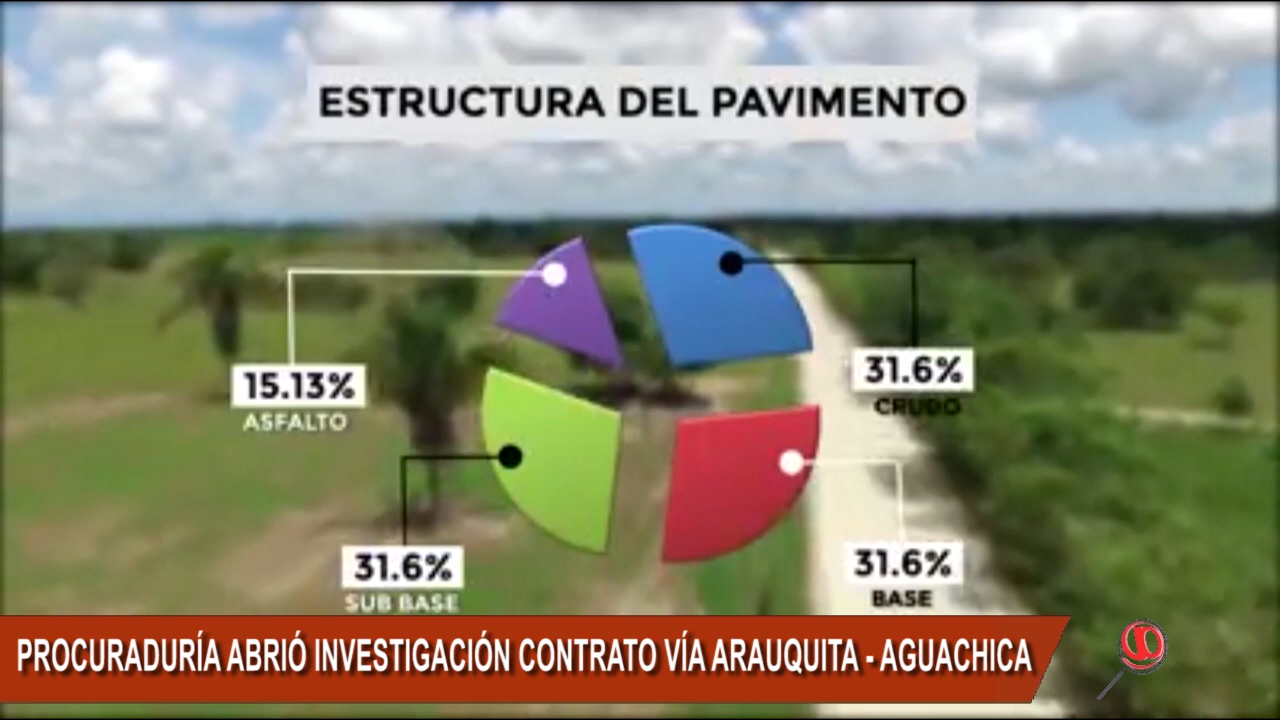 ESTRUCTURA DEL PAVIMENTO
15.13%
ASFALTO
31.6%
CRUDO
31.6%
SUB BASE
31.6%
BASE
PROCURADURÍA ABRIÓ INVESTIGACIÓN CONTRATO VÍA ARAUQUITA - AGUACHICA